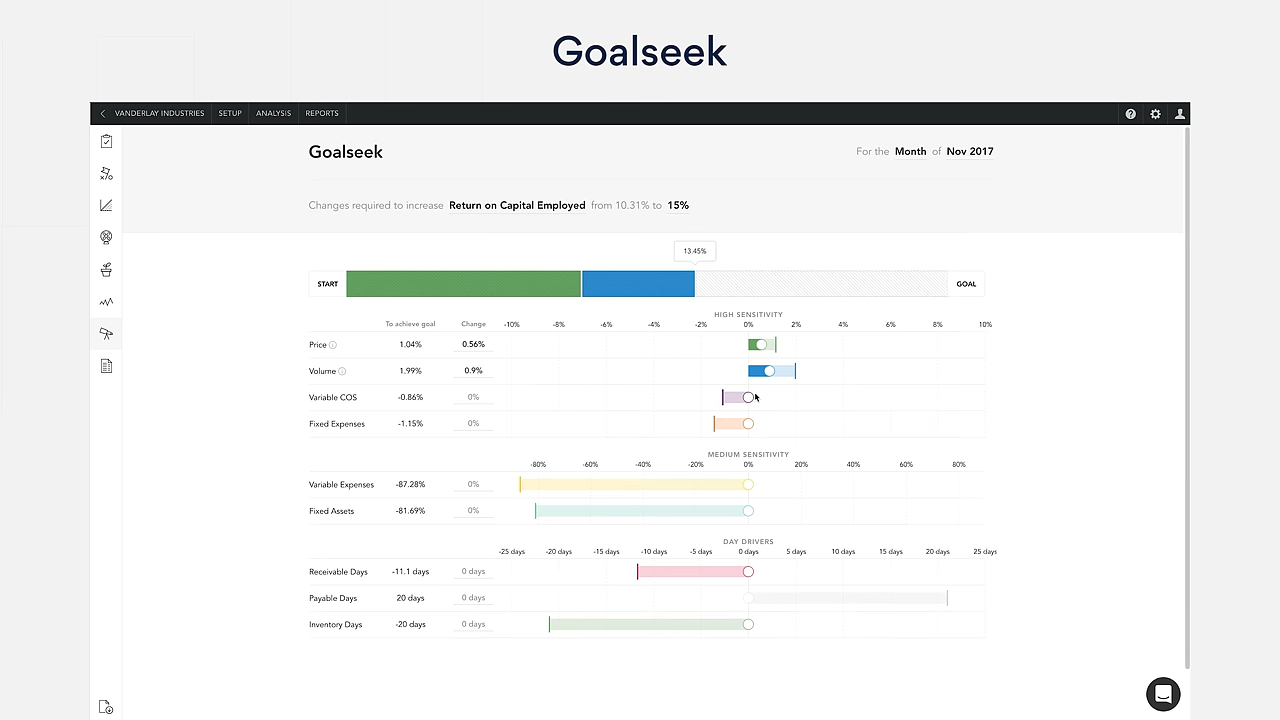 Goalseek
VANDERLAY INDUSTRIES SETUP ANALYSIS REPORTS
Goalseek
For the Month of Nov 2017
Changes required to increase Return on Capital Employed from 10.31% to 15%
13.45%
START GOAL
HIGH SENSITIVITY
To achieve goal Change -10% -8% -6% -4% -2% 0% 2% 4% 6% 8% 10%
Price 1.04% 0.56%
Volume 1.99% 0.9%
Variable COS -0.86% 0%
Fixed Expenses -1.15% 0%
MEDIUM SENSITIVITY
-80% -60% -40% -20% 0% 20% 40% 60% 80%
Variable Expenses -87.28% 0%
Fixed Assets -81.69% 0%
DAY DRIVERS
-25 days -20 days -15 days -10 days -5 days 0 days 5 days 10 days 15 days 20 days 25 days
Receivable Days -11.1 days 0 days
Payable Days 20 days 0 days
Inventory Days -20 days 0 days